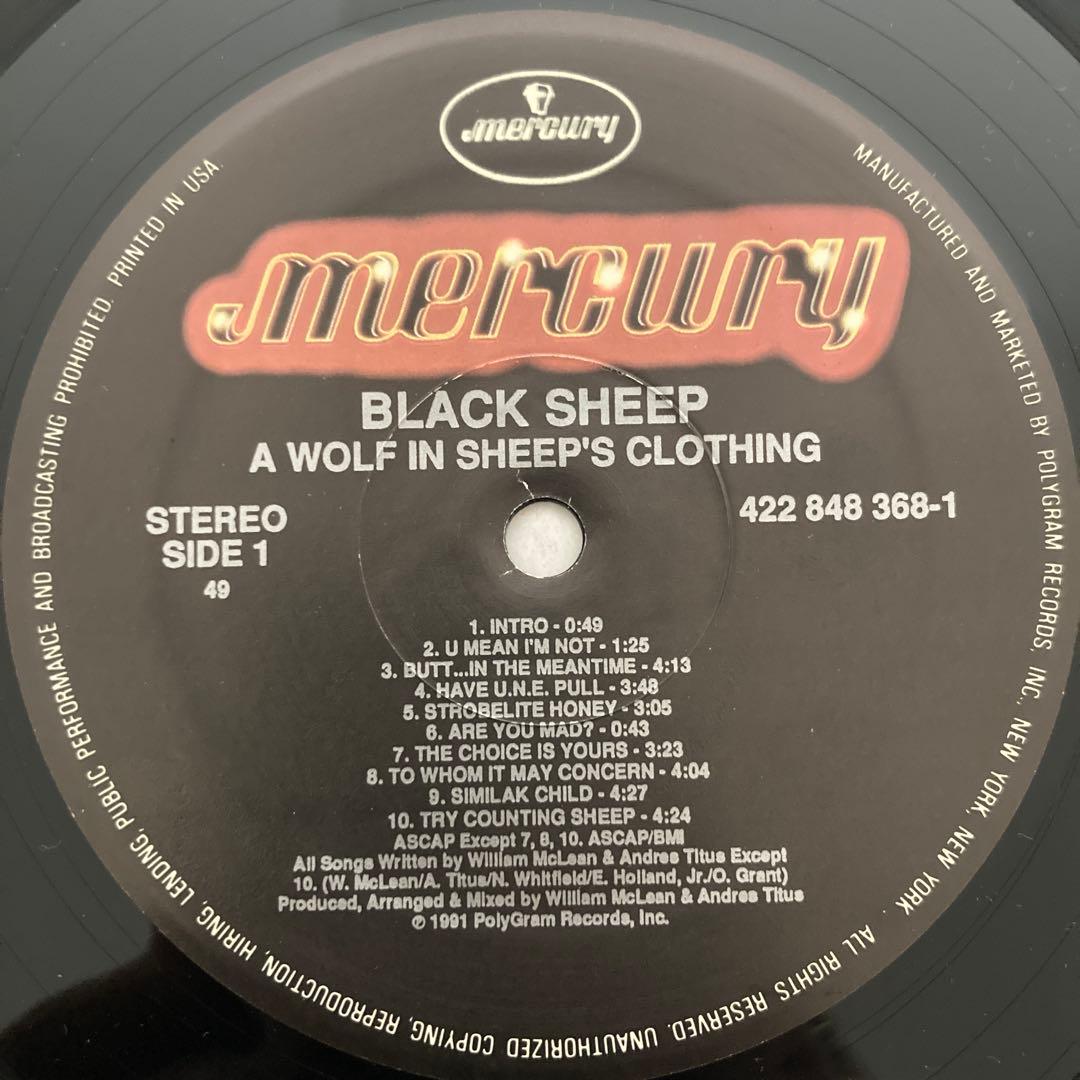 mercury
mercury
BLACK SHEEP
A WOLF IN SHEEP'S CLOTHING
STEREO
SIDE 1
49
422 848 368-1
1. INTRO - 0:49
2. U MEAN I'M NOT - 1:25
3. BUTT...IN THE MEANTIME - 4:13
4. HAVE U.N.E. PULL - 3:48
5. STROBELITE HONEY - 3:05
6. ARE YOU MAD? - 0:43
7. THE CHOICE IS YOURS - 3:23
8. TO WHOM IT MAY CONCERN - 4:04
9. SIMILAK CHILD - 4:27
10. TRY COUNTING SHEEP - 4:24
ASCAP Except 7, 8, 10. ASCAP/BMI
All Songs Written by William McLean & Andres Titus Except
10. (W. McLean/A. Titus/N. Whitfield/E. Holland, Jr./O. Grant)
Produced, Arranged & Mixed by William McLean & Andres Titus
℗ 1991 PolyGram Records, Inc.
MANUFACTURED AND MARKETED BY POLYGRAM RECORDS, INC., NEW YORK, NEW YORK. ALL RIGHTS RESERVED. UNAUTHORIZED COPYING, REPRODUCTION, HIRING, LENDING, PUBLIC PERFORMANCE AND BROADCASTING PROHIBITED. PRINTED IN USA.